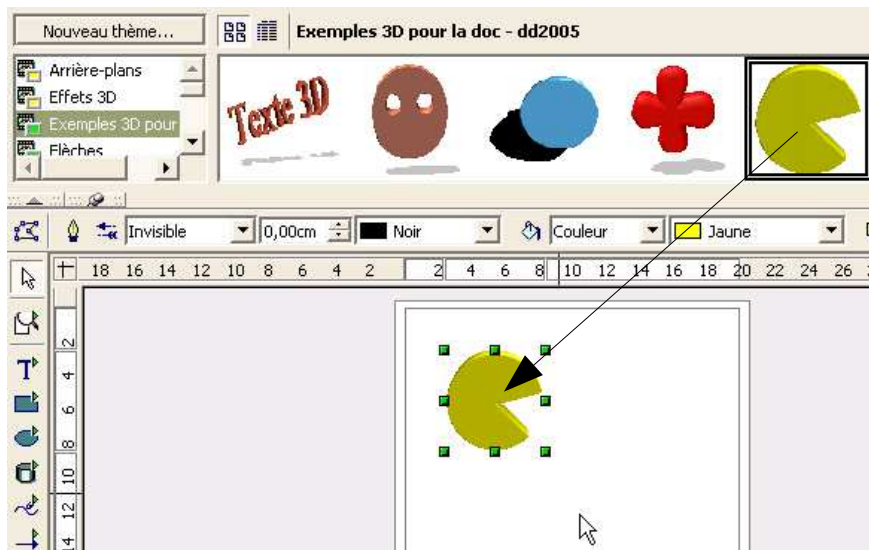 Nouveau thème...
Exemples 3D pour la doc - dd2005
Arrière-plans
Effets 3D
Exemples 3D pour
Flèches
Texte 3D
Invisible
0,00cm
Noir
Couleur
Jaune
18 16 14 12 10 8 6 4 2 2 4 6 8 10 12 14 16 18 20 22 24 26
2
4
6
8
10
12
14
T